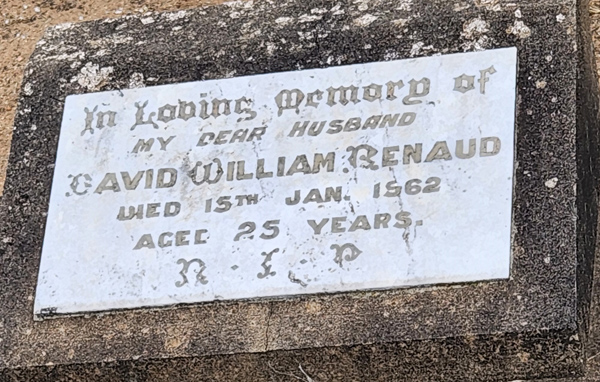 In Loving Memory of
MY DEAR HUSBAND
DAVID WILLIAM RENAUD
DIED 15TH JAN. 1962
AGED 25 YEARS.
R · I · P